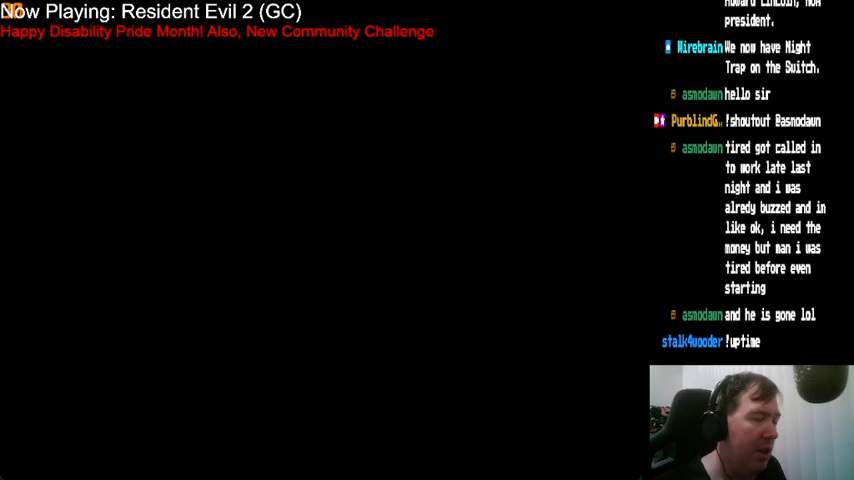 Now Playing: Resident Evil 2 (GC)
Happy Disability Pride Month! Also, New Community Challenge
Howard Lincoln, NOA
president.
Wirebrain We now have Night
Trap on the Switch.
asmodawn hello sir
PurblindG.. !shoutout @asmodawn
asmodawn tired got called in
to work late last
night and i was
alredy buzzed and in
like ok, i need the
money but man i was
tired before even
starting
asmodawn and he is gone lol
stalk4wooder !uptime